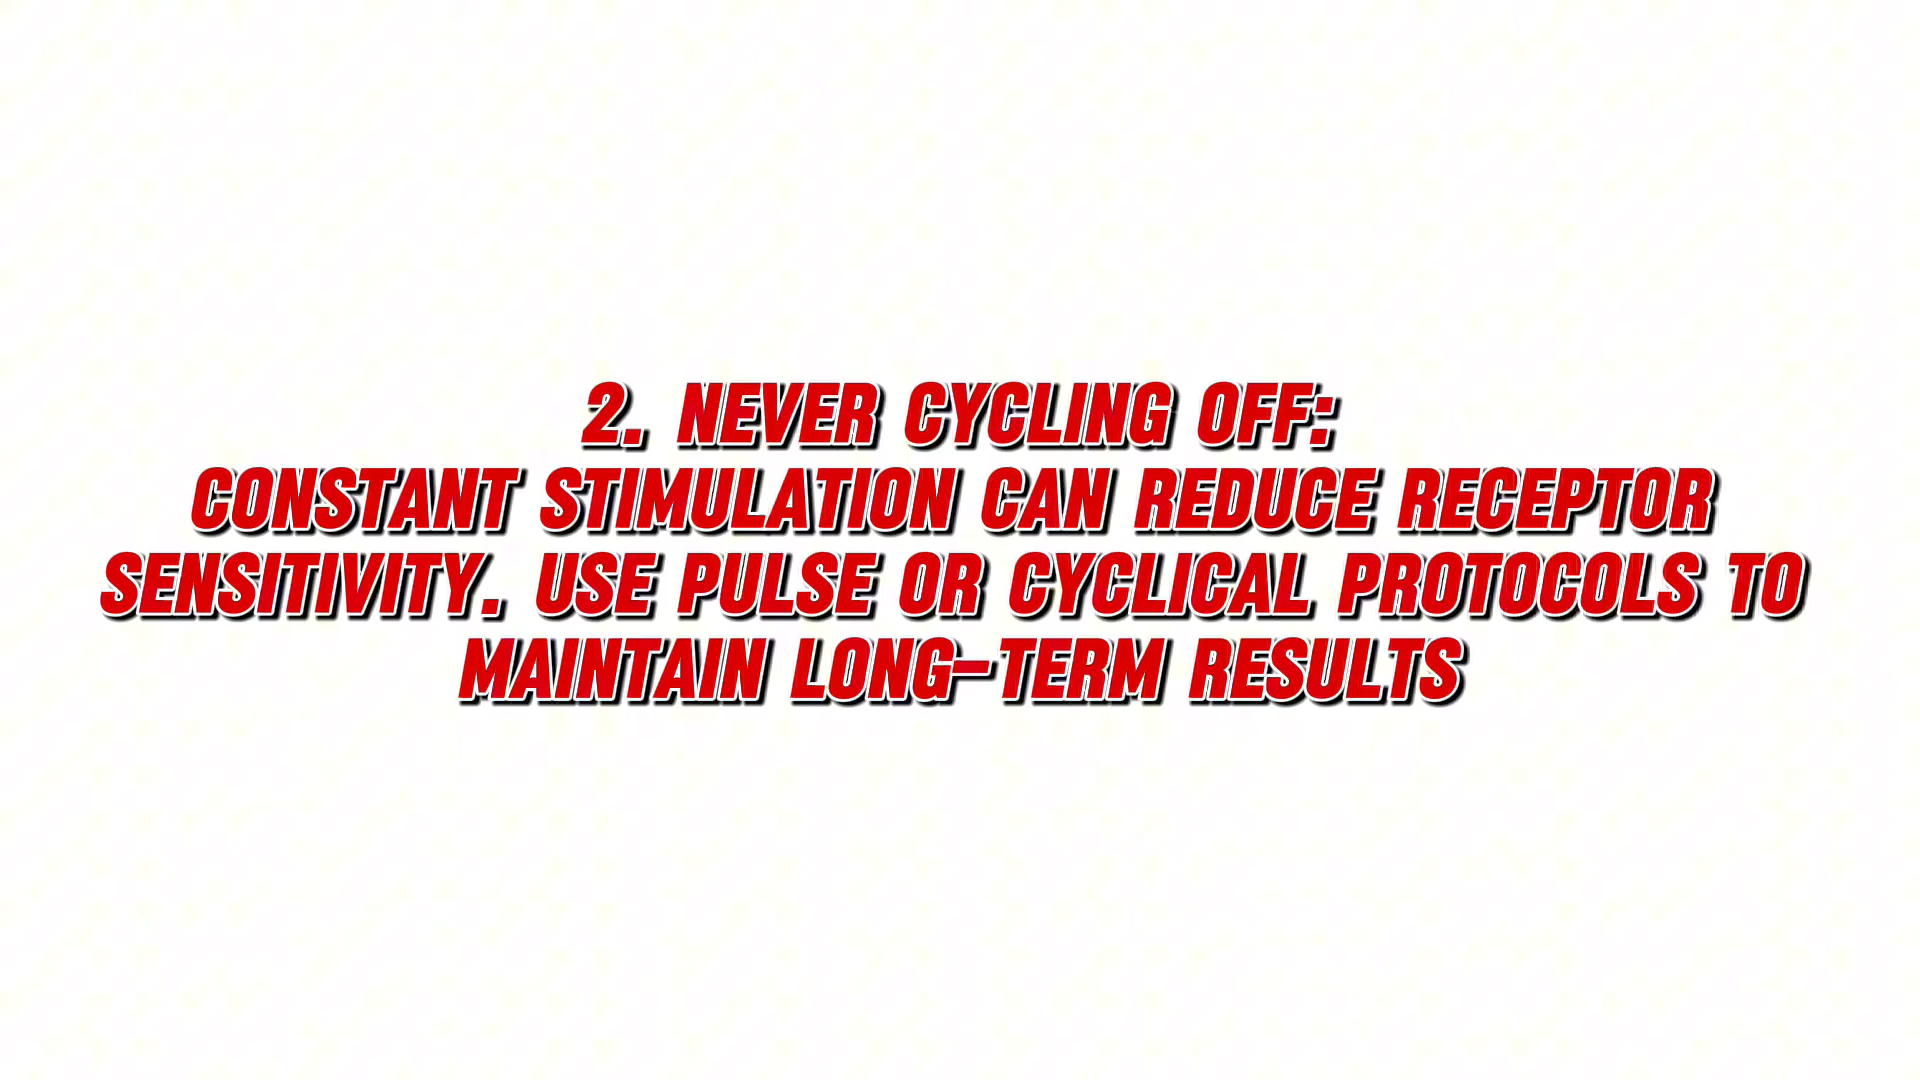 2. NEVER CYCLING OFF:
CONSTANT STIMULATION CAN REDUCE RECEPTOR
SENSITIVITY. USE PULSE OR CYCLICAL PROTOCOLS TO
MAINTAIN LONG-TERM RESULTS